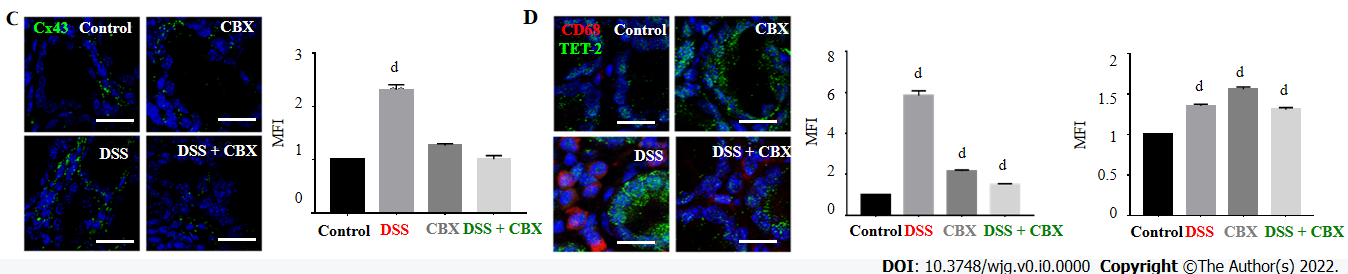 C
Cx43 Control CBX
DSS DSS + CBX
MFI
3
2
1
0
d
Control DSS CBX DSS + CBX
D
CD68 Control CBX
TET-2
DSS DSS + CBX
MFI
8
6
4
2
0
d d d
Control DSS CBX DSS + CBX
MFI
2
1.5
1
0.5
0
d d d
Control DSS CBX DSS + CBX
DOI: 10.3748/wjg.v0.i0.0000 Copyright ©The Author(s) 2022.